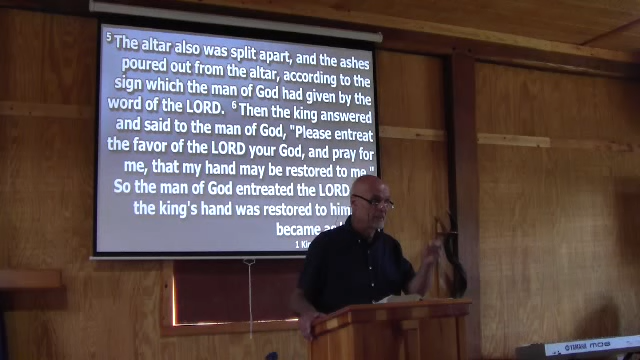 5 The altar also was split apart, and the ashes
poured out from the altar, according to the
sign which the man of God had given by the
word of the LORD. 6 Then the king answered
and said to the man of God, "Please entreat
the favor of the LORD your God, and pray for
me, that my hand may be restored to me."
So the man of God entreated the LORD
the king's hand was restored to him
became
1
YAMAHA